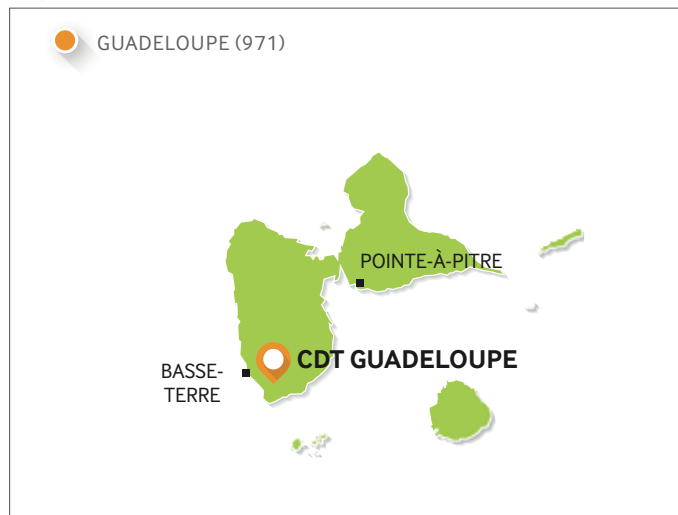 GUADELOUPE (971)
POINTE-À-PITRE
CDT GUADELOUPE
BASSE-
TERRE